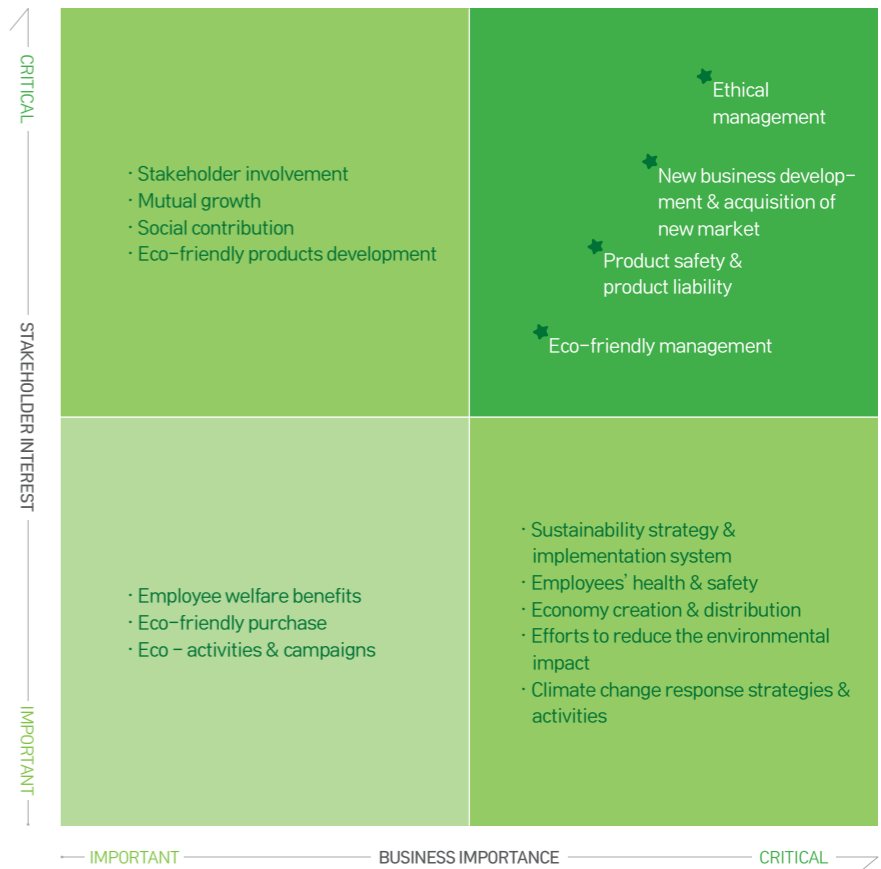 CRITICAL
STAKEHOLDER INTEREST
IMPORTANT
· Stakeholder involvement
· Mutual growth
· Social contribution
· Eco-friendly products development
Ethical
management
New business develop-
ment & acquisition of
new market
Product safety &
product liability
Eco-friendly management
· Employee welfare benefits
· Eco-friendly purchase
· Eco - activities & campaigns
· Sustainability strategy &
implementation system
· Employees' health & safety
· Economy creation & distribution
· Efforts to reduce the environmental
impact
· Climate change response strategies &
activities
IMPORTANT
BUSINESS IMPORTANCE
CRITICAL